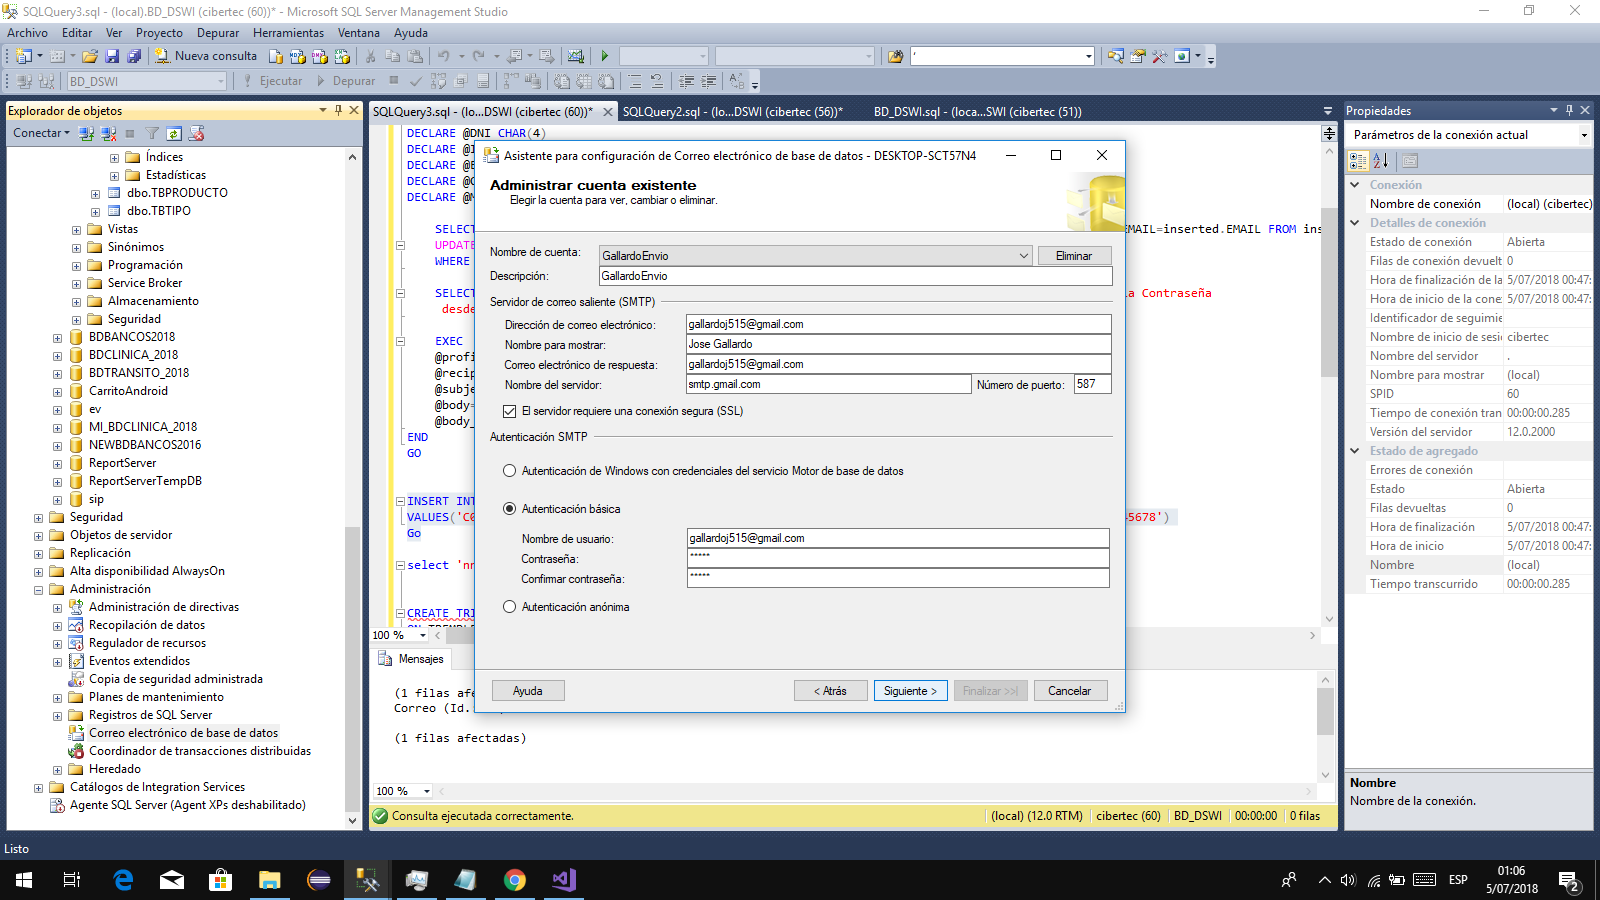 SQLQuery3.sql - (local).BD_DSWI (cibertec (60))* - Microsoft SQL Server Management Studio
Archivo Editar Ver Proyecto Depurar Herramientas Ventana Ayuda
Nueva consulta
BD_DSWI Ejecutar Depurar
Explorador de objetos
Conectar
Índices
Estadísticas
dbo.TBPRODUCTO
dbo.TBTIPO
Vistas
Sinónimos
Programación
Service Broker
Almacenamiento
Seguridad
BDBANCOS2018
BDCLINICA_2018
BDTRANSITO_2018
CarritoAndroid
ev
MI_BDCLINICA_2018
NEWBDBANCOS2016
ReportServer
ReportServerTempDB
sip
Seguridad
Objetos de servidor
Replicación
Alta disponibilidad AlwaysOn
Administración
Administración de directivas
Recopilación de datos
Regulador de recursos
Eventos extendidos
Copia de seguridad administrada
Planes de mantenimiento
Registros de SQL Server
Correo electrónico de base de datos
Coordinador de transacciones distribuidas
Heredado
Catálogos de Integration Services
Agente SQL Server (Agent XPs deshabilitado)
SQLQuery3.sql - (lo...DSWI (cibertec (60))* SQLQuery2.sql - (lo...DSWI (cibertec (56))* BD_DSWI.sql - (loca...SWI (cibertec (51))
DECLARE @DNI CHAR(4)
DECLARE
DECLARE
DECLARE
DECLARE
SELECT EMAIL=inserted.EMAIL FROM ins
UPDATE
WHERE
SELECT la Contraseña
desde
EXEC
@profi
@recip
@subje
@body=
@body_
END
GO
INSERT INT
VALUES('C0 45678')
Go
select 'nn
CREATE TRI
100 %
Mensajes
(1 filas afe
Correo (Id.
(1 filas afectadas)
100 %
Consulta ejecutada correctamente. (local) (12.0 RTM) cibertec (60) BD_DSWI 00:00:00 0 filas
Asistente para configuración de Correo electrónico de base de datos - DESKTOP-SCT57N4
Administrar cuenta existente
Elegir la cuenta para ver, cambiar o eliminar.
Nombre de cuenta: GallardoEnvio Eliminar
Descripción: GallardoEnvio
Servidor de correo saliente (SMTP)
Dirección de correo electrónico: gallardoj515@gmail.com
Nombre para mostrar: Jose Gallardo
Correo electrónico de respuesta: gallardoj515@gmail.com
Nombre del servidor: smtp.gmail.com Número de puerto: 587
El servidor requiere una conexión segura (SSL)
Autenticación SMTP
Autenticación de Windows con credenciales del servicio Motor de base de datos
Autenticación básica
Nombre de usuario: gallardoj515@gmail.com
Contraseña: *****
Confirmar contraseña: *****
Autenticación anónima
Ayuda < Atrás Siguiente > Finalizar >>| Cancelar
Propiedades
Parámetros de la conexión actual
Conexión
Nombre de conexión (local) (cibertec)
Detalles de conexión
Estado de conexión Abierta
Filas de conexión devuelt 0
Hora de finalización de la 5/07/2018 00:47:
Hora de inicio de la cone: 5/07/2018 00:47:
Identificador de seguimie
Nombre de inicio de sesi cibertec
Nombre del servidor .
Nombre para mostrar (local)
SPID 60
Tiempo de conexión tran 00:00:00.285
Versión del servidor 12.0.2000
Estado de agregado
Errores de conexión
Estado Abierta
Filas devueltas 0
Hora de finalización 5/07/2018 00:47:
Hora de inicio 5/07/2018 00:47:
Nombre (local)
Tiempo transcurrido 00:00:00.285
Nombre
Nombre de la conexión.
Listo
ESP 01:06
5/07/2018
2